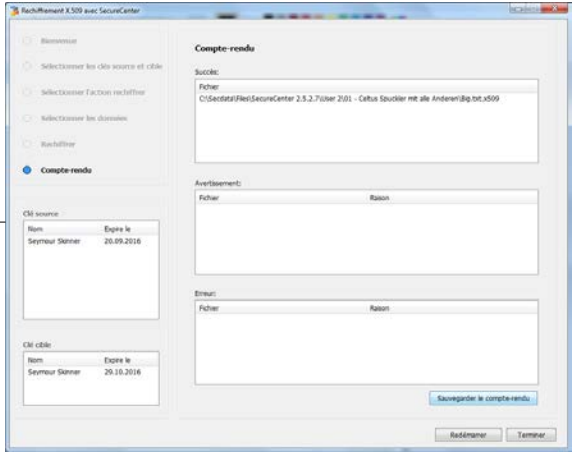 Rechiffrement X.509 avec SecureCenter
Bienvenue
Sélectionner les clés source et cible
Sélectionner l'action rechiffrer
Sélectionner les données
Rechiffrer
Compte-rendu
Clé source
Nom Expire le
Seymour Skinner 20.09.2016
Clé cible
Nom Expire le
Seymour Skinner 29.10.2016
Compte-rendu
Succès:
Fichier
C:\Secdata\Files\SecureCenter 2.5.2.7\User 2\01 - Celtus Spuckler mit alle Anderen\Big.txt.x509
Avertissement:
Fichier Raison
Erreur:
Fichier Raison
Sauvegarder le compte-rendu
Redémarrer Terminer